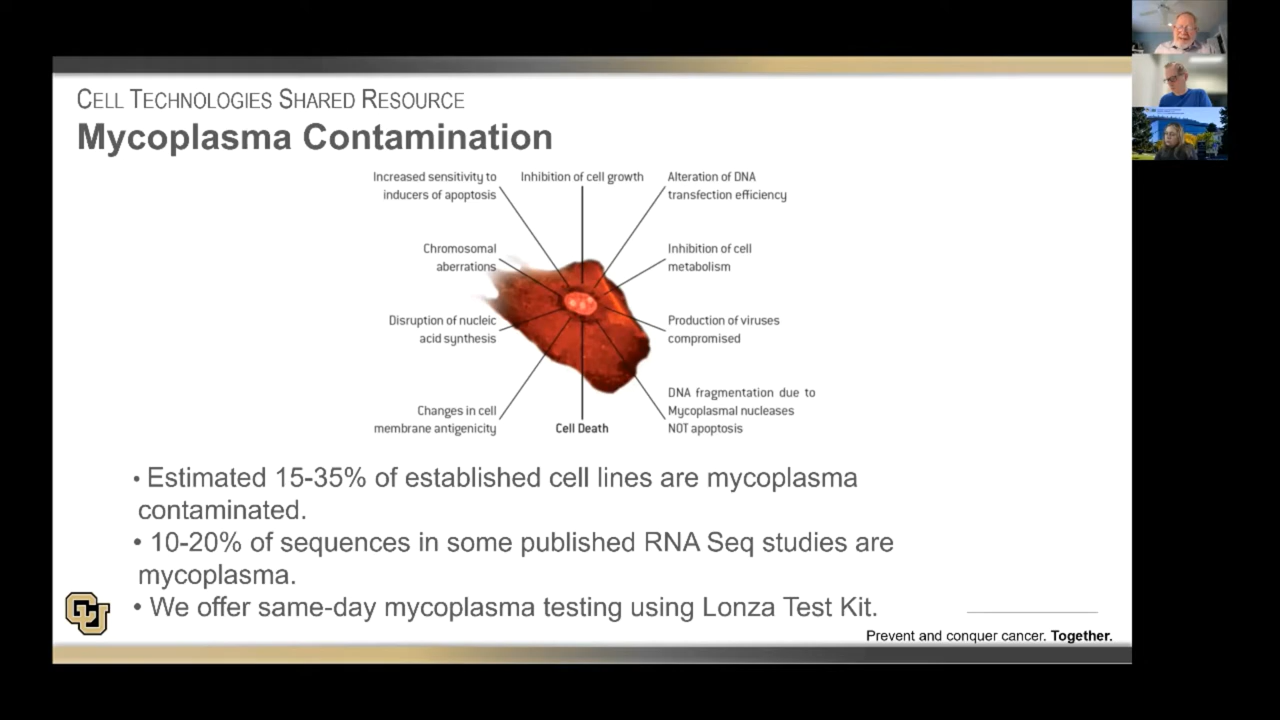 CELL TECHNOLOGIES SHARED RESOURCE
Mycoplasma Contamination
Increased sensitivity to
inducers of apoptosis
Inhibition of cell growth
Alteration of DNA
transfection efficiency
Chromosomal
aberrations
Inhibition of cell
metabolism
Disruption of nucleic
acid synthesis
Production of viruses
compromised
Changes in cell
membrane antigenicity
Cell Death
DNA fragmentation due to
Mycoplasmal nucleases
NOT apoptosis
• Estimated 15-35% of established cell lines are mycoplasma
contaminated.
• 10-20% of sequences in some published RNA Seq studies are
mycoplasma.
• We offer same-day mycoplasma testing using Lonza Test Kit.
CU
Prevent and conquer cancer. Together.